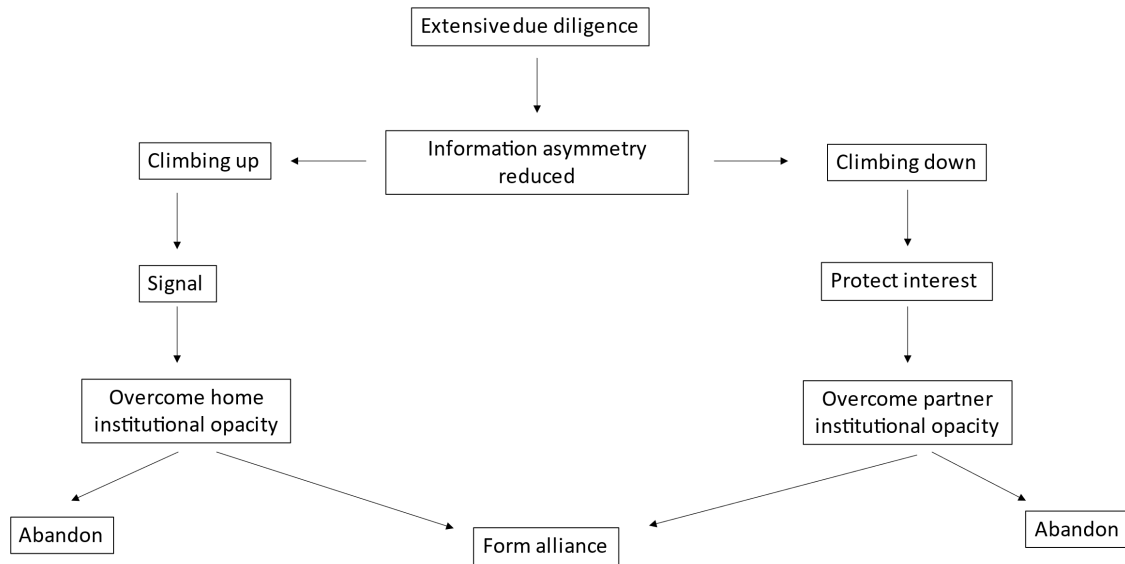 Extensive due diligence
Information asymmetry
reduced
Climbing up
Climbing down
Signal
Protect interest
Overcome home
institutional opacity
Overcome partner
institutional opacity
Abandon
Form alliance
Abandon